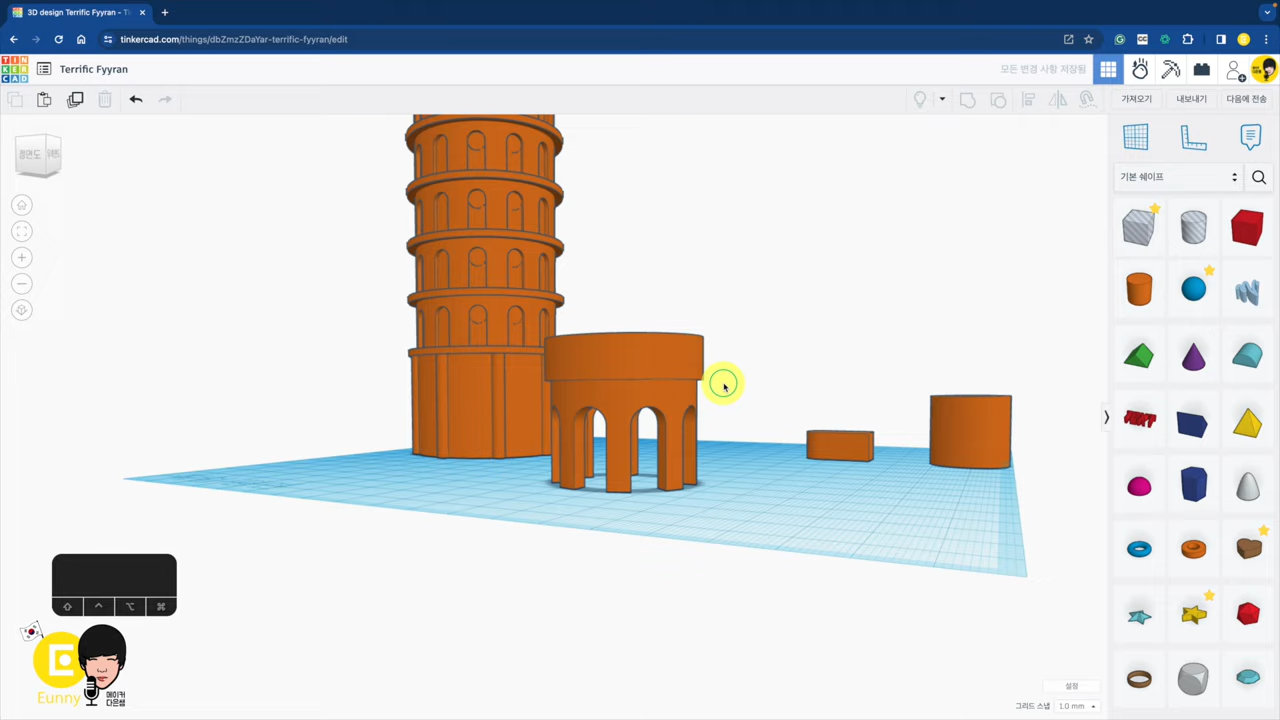 3D design Terrific Fyyran - Ti
tinkercad.com/things/dbZmzZDaYar-terrific-fyyran/edit
TIN
KER
CAD
Terrific Fyyran
모든 변경 사항 저장됨
가져오기
내보내기
다음에 전송
정면도
기본 쉐이프
Eunny
메이커
다은쌤
설정
그리드 스냅
1.0 mm